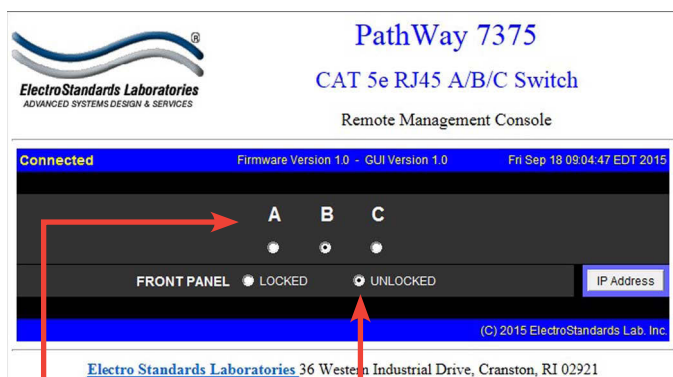 PathWay 7375
CAT 5e RJ45 A/B/C Switch
Remote Management Console
®
ElectroStandards Laboratories
ADVANCED SYSTEMS DESIGN & SERVICES
Connected Firmware Version 1.0 - GUI Version 1.0 Fri Sep 18 09:04:47 EDT 2015
A B C
FRONT PANEL LOCKED UNLOCKED IP Address
(C) 2015 ElectroStandards Lab. Inc.
Electro Standards Laboratories 36 Western Industrial Drive, Cranston, RI 02921